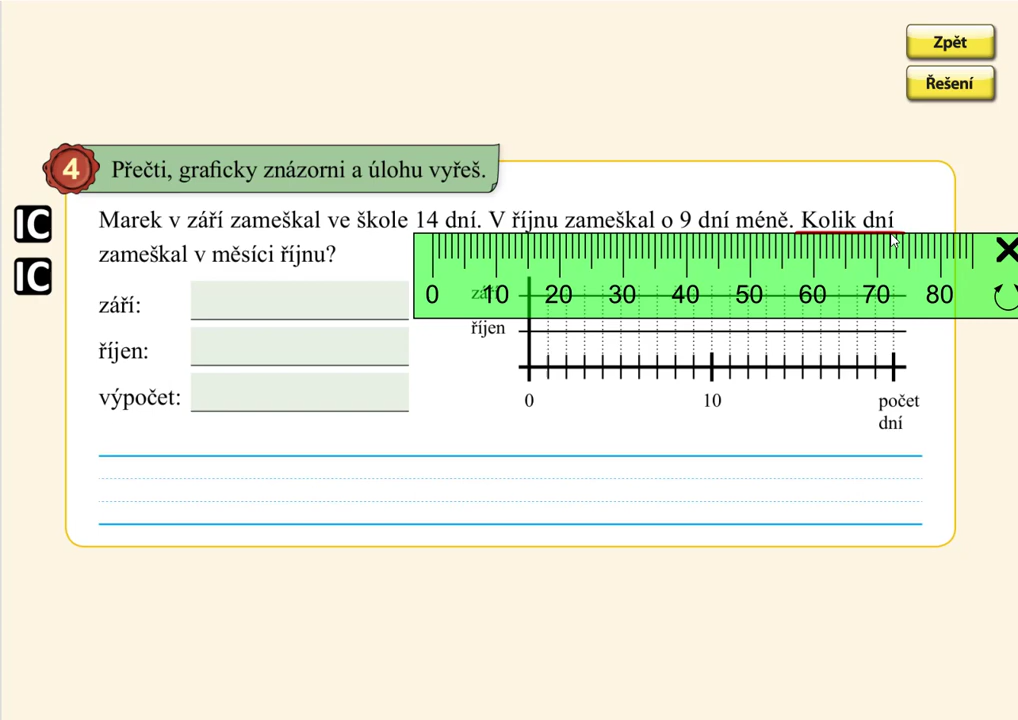 Zpět
Řešení
4 Přečti, graficky znázorni a úlohu vyřeš.
IC
IC
Marek v září zameškal ve škole 14 dní. V říjnu zameškal o 9 dní méně. Kolik dní
zameškal v měsíci říjnu?
září:
říjen:
výpočet:
0 10 20 30 40 50 60 70 80
září
říjen
0 10 počet
dní